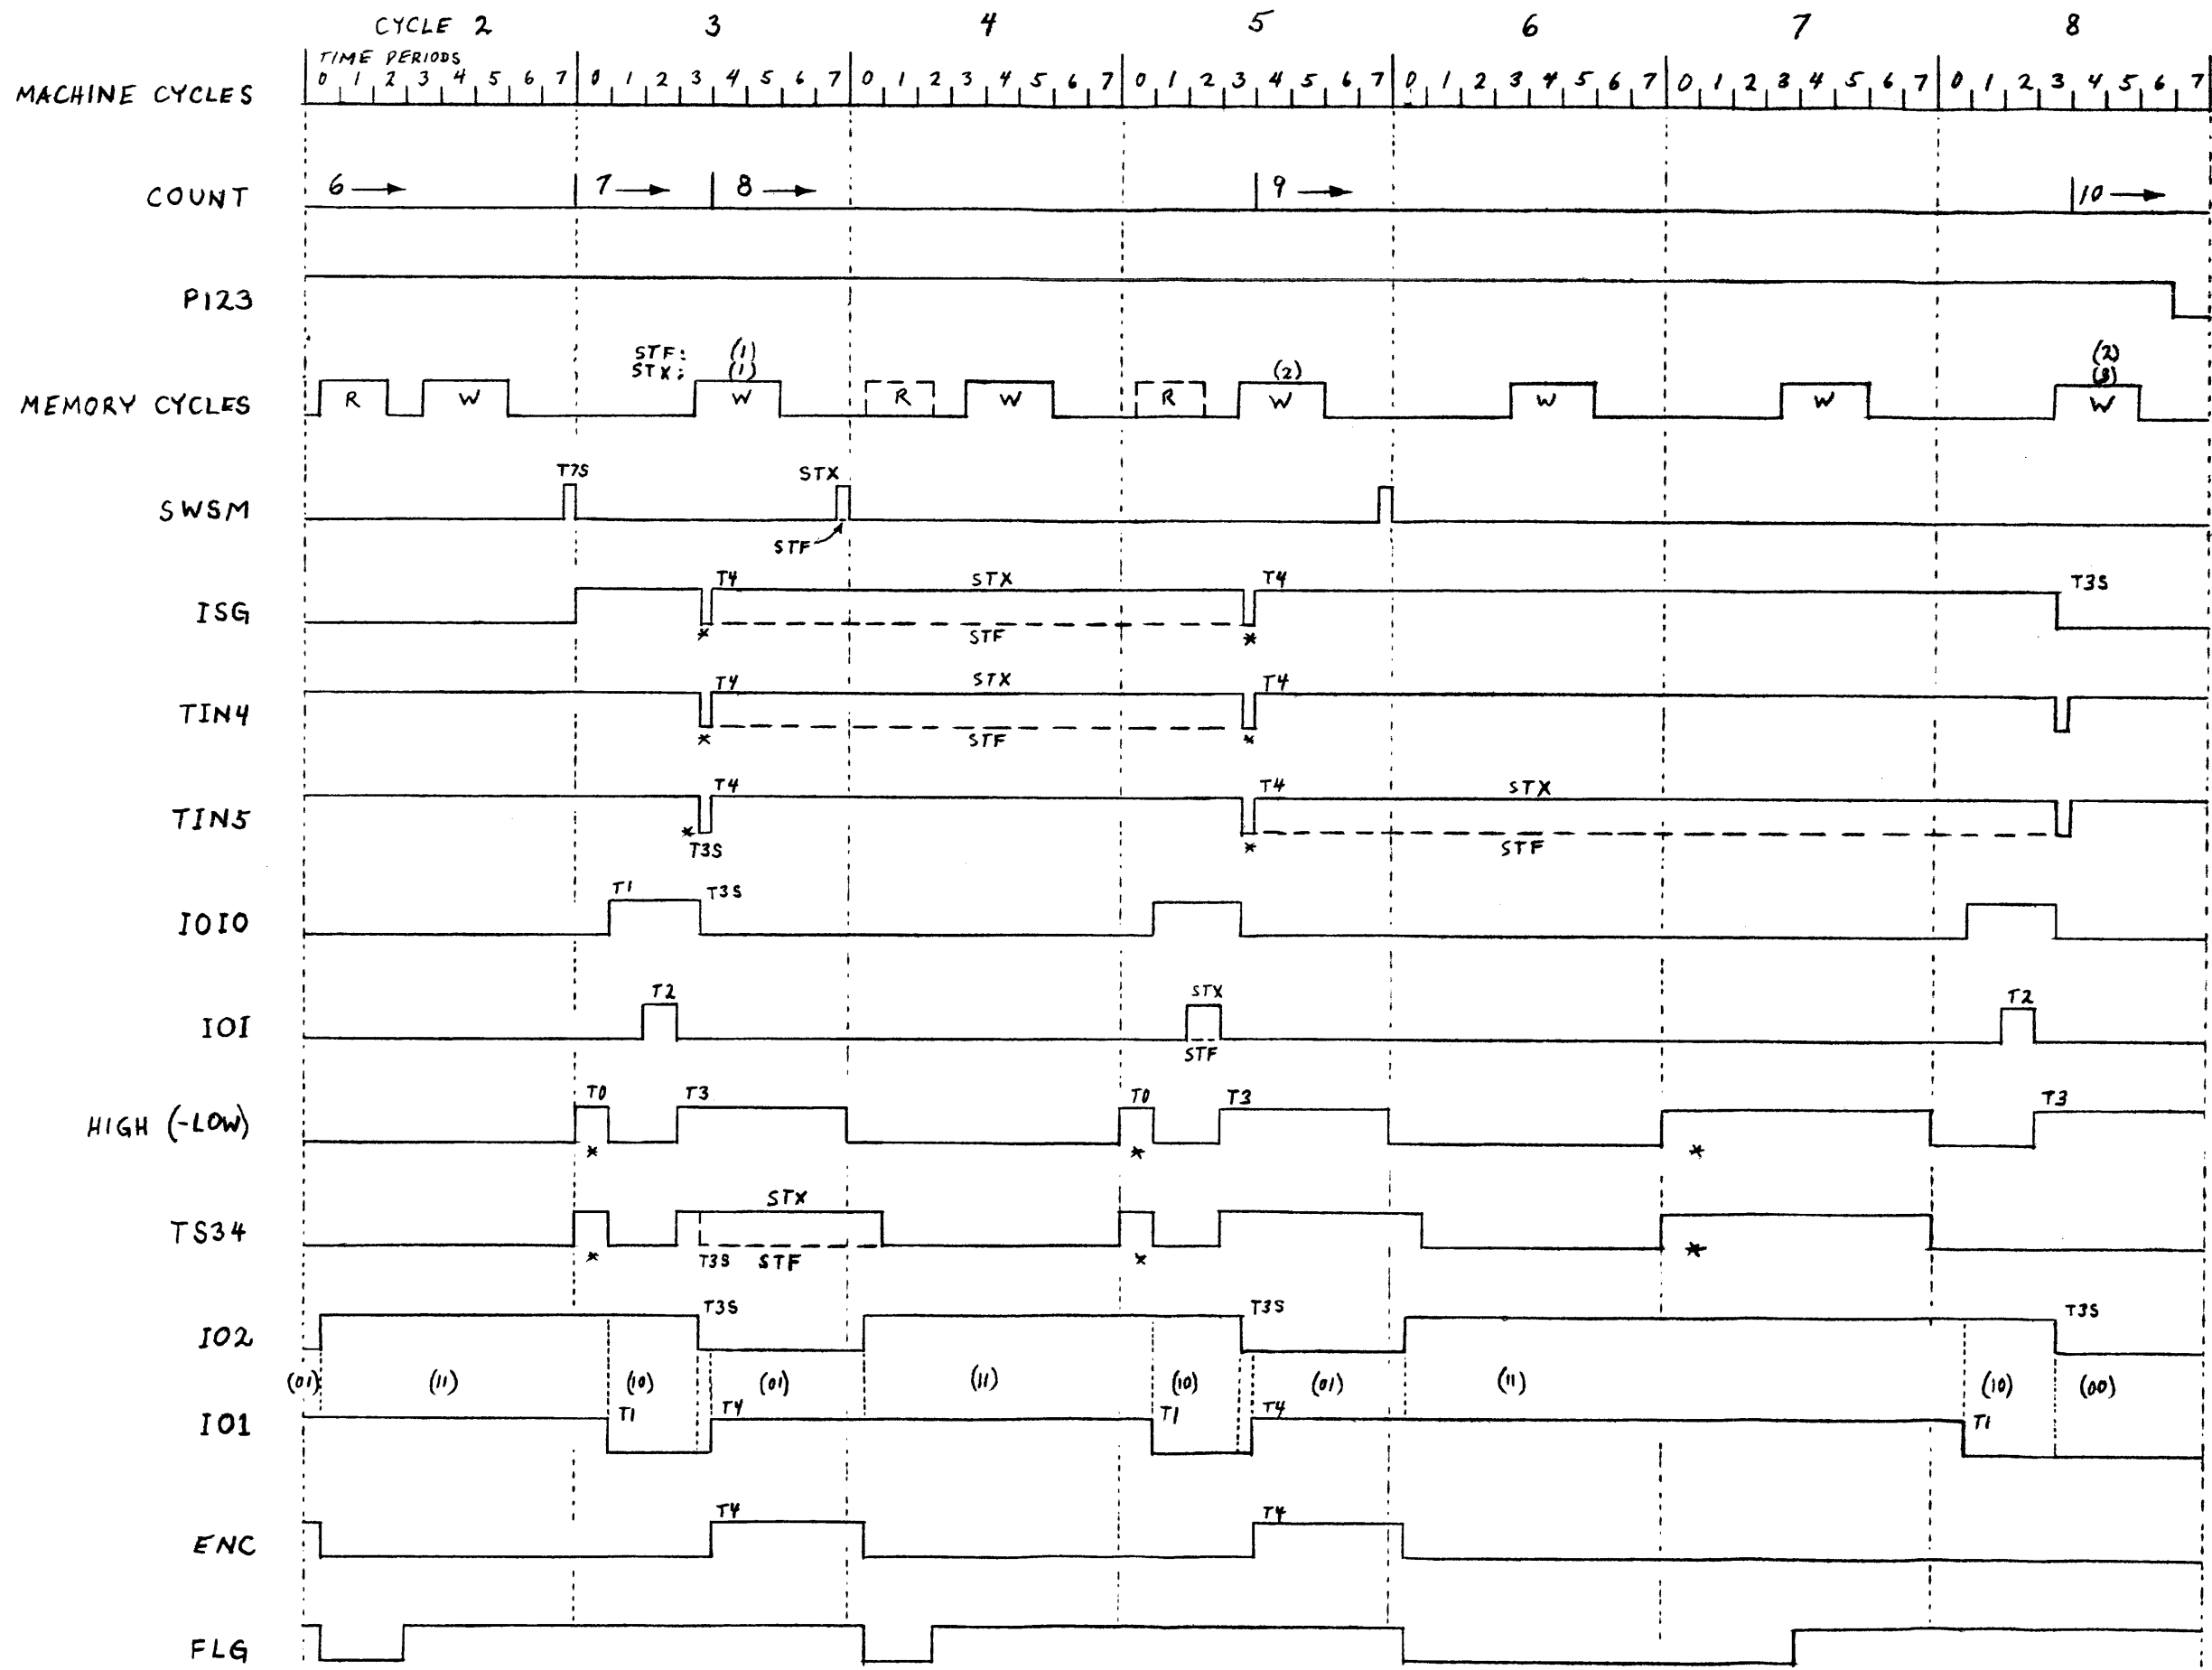 CYCLE 2 3 4 5 6 7 8
TIME PERIODS
MACHINE CYCLES 0 1 2 3 4 5 6 7 0 1 2 3 4 5 6 7 0 1 2 3 4 5 6 7 0 1 2 3 4 5 6 7 0 1 2 3 4 5 6 7 0 1 2 3 4 5 6 7 0 1 2 3 4 5 6 7
COUNT 6 → 7 → 8 → 9 → 10 →
P123
STF: (1) (2)
STX: (1) (2) (3)
MEMORY CYCLES R W W R W R W W W W
T7S STX
SWSM
STF
T4 STX T4 T3S
ISG
* STF *
T4 STX T4
TIN4
* STF *
T4 T4 STX
TIN5
* T3S * STF
T1 T3S
IOIO
T2 STX T2
IOI
STF
T0 T3 T0 T3 T3
HIGH (-LOW)
* * *
STX
TS34
* T3S STF * *
T3S T3S T3S
IO2
(01) (11) (10) (01) (11) (10) (01) (11) (10) (00)
IO1 T1 T4 T1 T4 T1
T4 T4
ENC
FLG